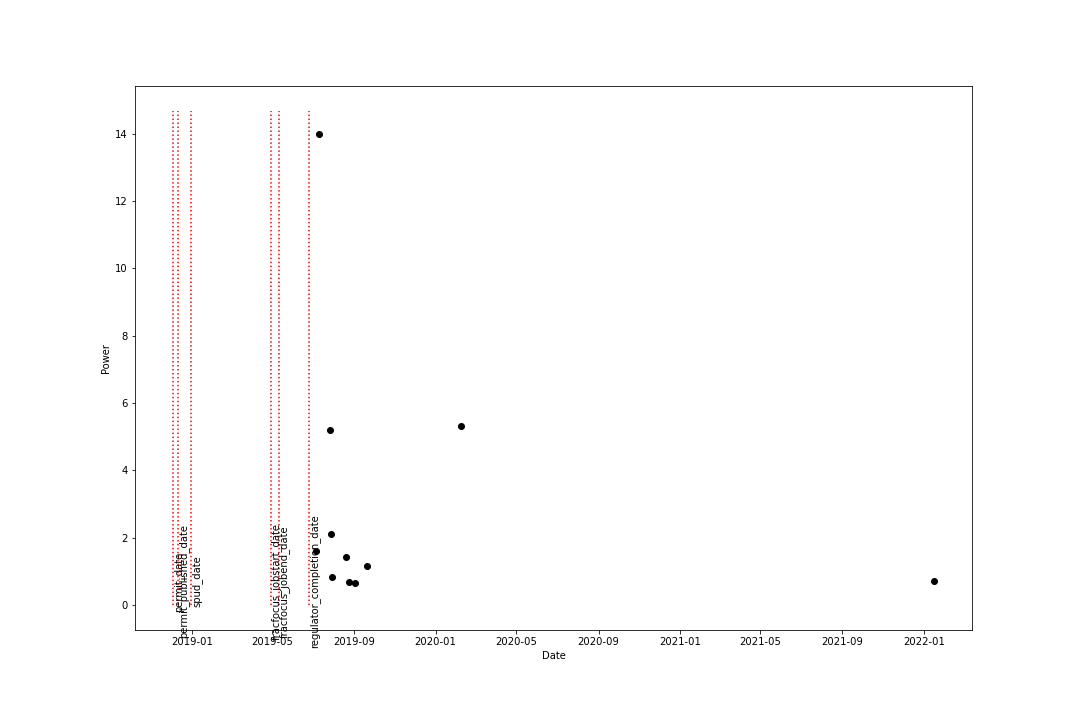 14
12
10
8
6
4
2
0
Power
permit_date
permit_published_date
spud_date
fracfocus_jobstart_date
fracfocus_jobend_date
regulator_completion_date
2019-01
2019-05
2019-09
2020-01
2020-05
2020-09
2021-01
2021-05
2021-09
2022-01
Date